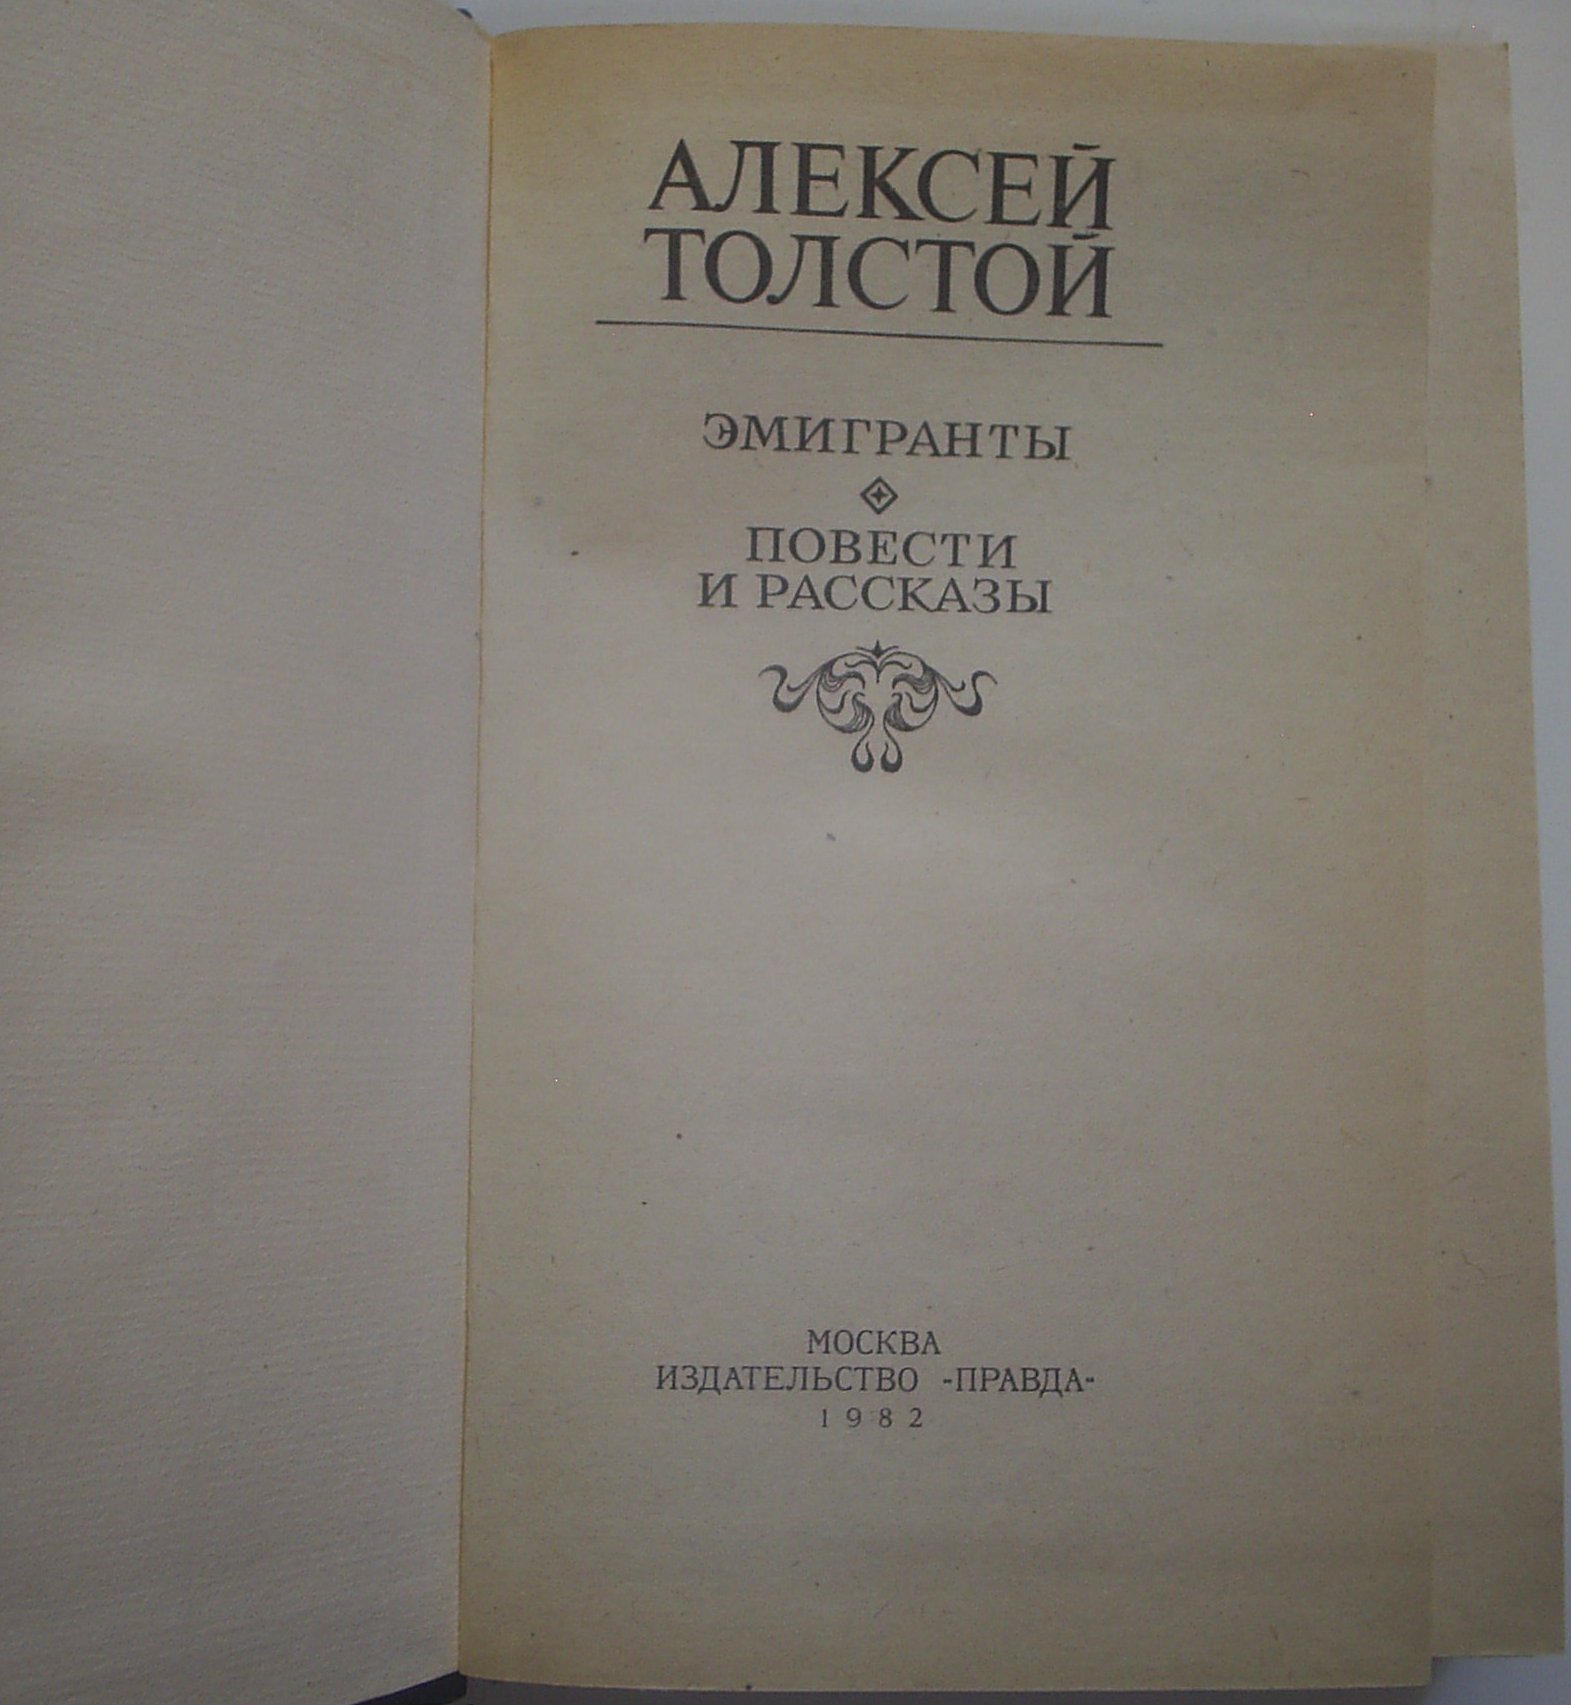 АЛЕКСЕЙ
ТОЛСТОЙ
ЭМИГРАНТЫ
ПОВЕСТИ
И РАССКАЗЫ
МОСКВА
ИЗДАТЕЛЬСТВО «ПРАВДА»
1982